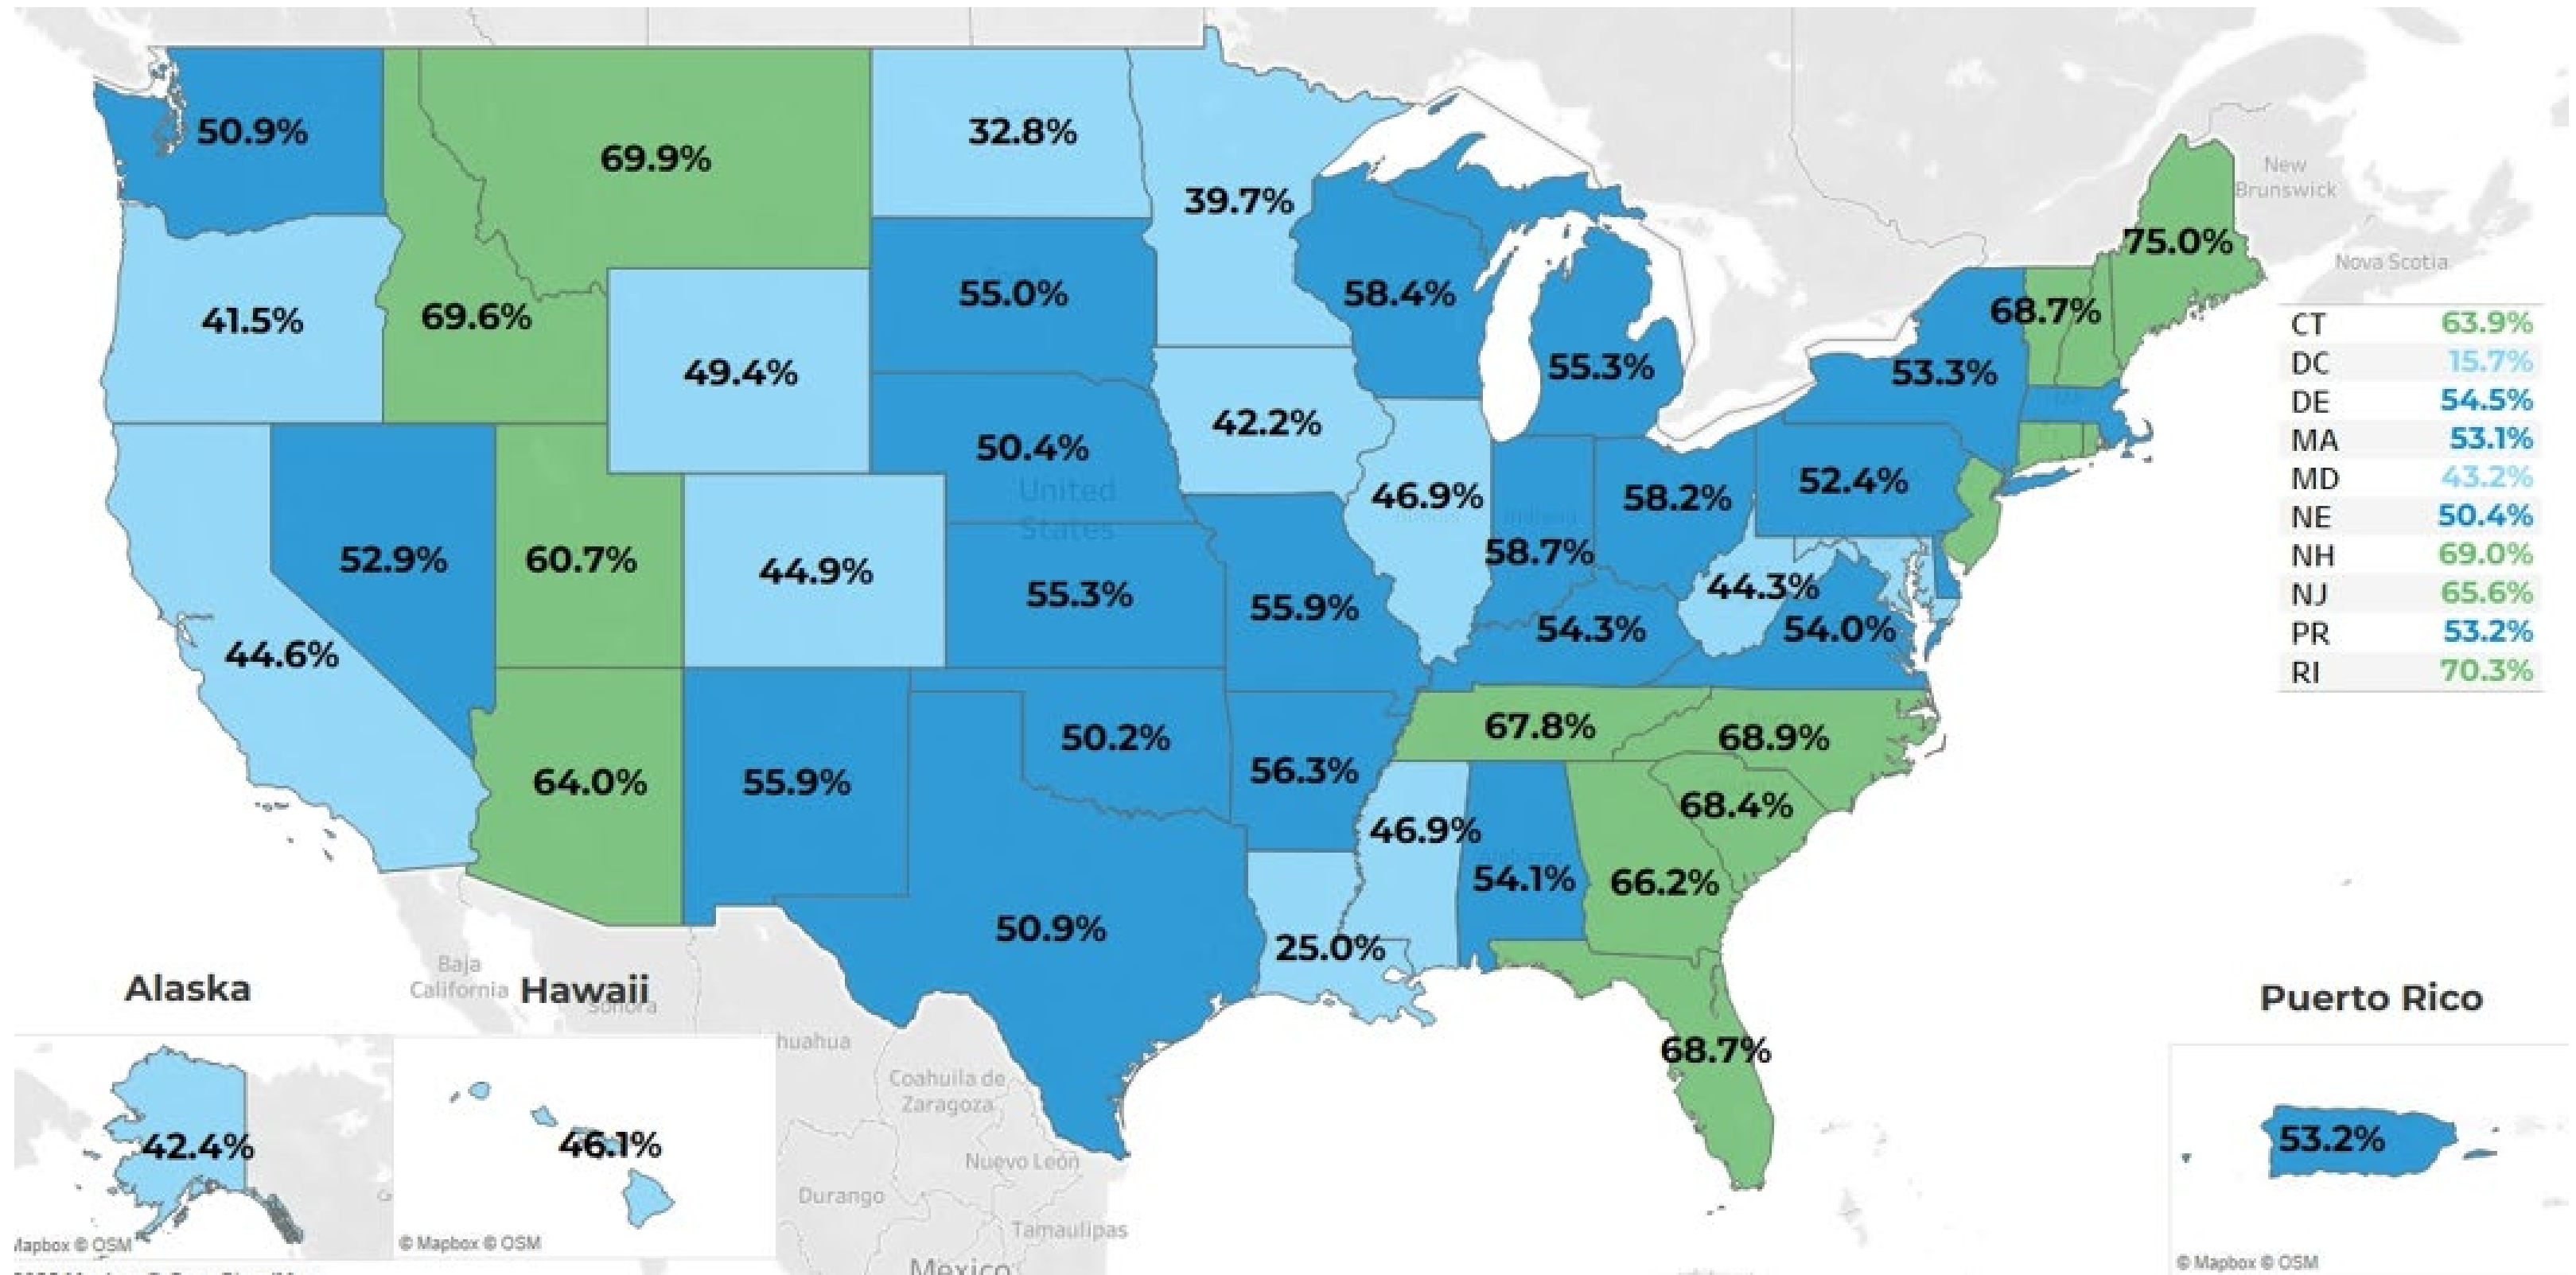 50.9%
69.9%
32.8%
39.7%
New
Brunswick
75.0%
Nova Scotia
41.5%
69.6%
49.4%
55.0%
58.4%
55.3%
53.3%
68.7%
42.2%
50.4%
United
States
46.9%
Indiana
58.7%
58.2%
52.4%
52.9%
60.7%
44.9%
55.3%
55.9%
54.3%
44.3%
54.0%
44.6%
64.0%
55.9%
50.2%
56.3%
67.8%
68.9%
68.4%
46.9%
Alabama
54.1%
66.2%
50.9%
25.0%
68.7%
CT 63.9%
DC 15.7%
DE 54.5%
MA 53.1%
MD 43.2%
NE 50.4%
NH 69.0%
NJ 65.6%
PR 53.2%
RI 70.3%
Baja
California
Sonora
huahua
Coahuila de
Zaragoza
Nuevo León
Durango
Tamaulipas
Mexico
Alaska
42.4%
Mapbox © OSM
Hawaii
46.1%
© Mapbox © OSM
Puerto Rico
53.2%
© Mapbox © OSM